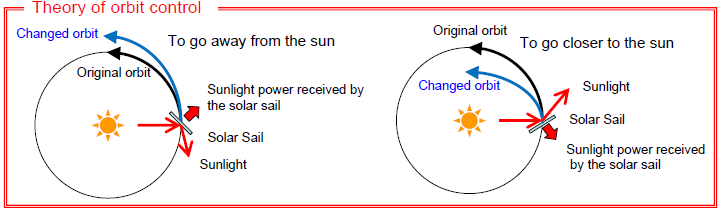 Theory of orbit control
Changed orbit
To go away from the sun
Original orbit
Sunlight power received by
the solar sail
Solar Sail
Sunlight
Original orbit
To go closer to the sun
Changed orbit
Sunlight
Solar Sail
Sunlight power received
by the solar sail